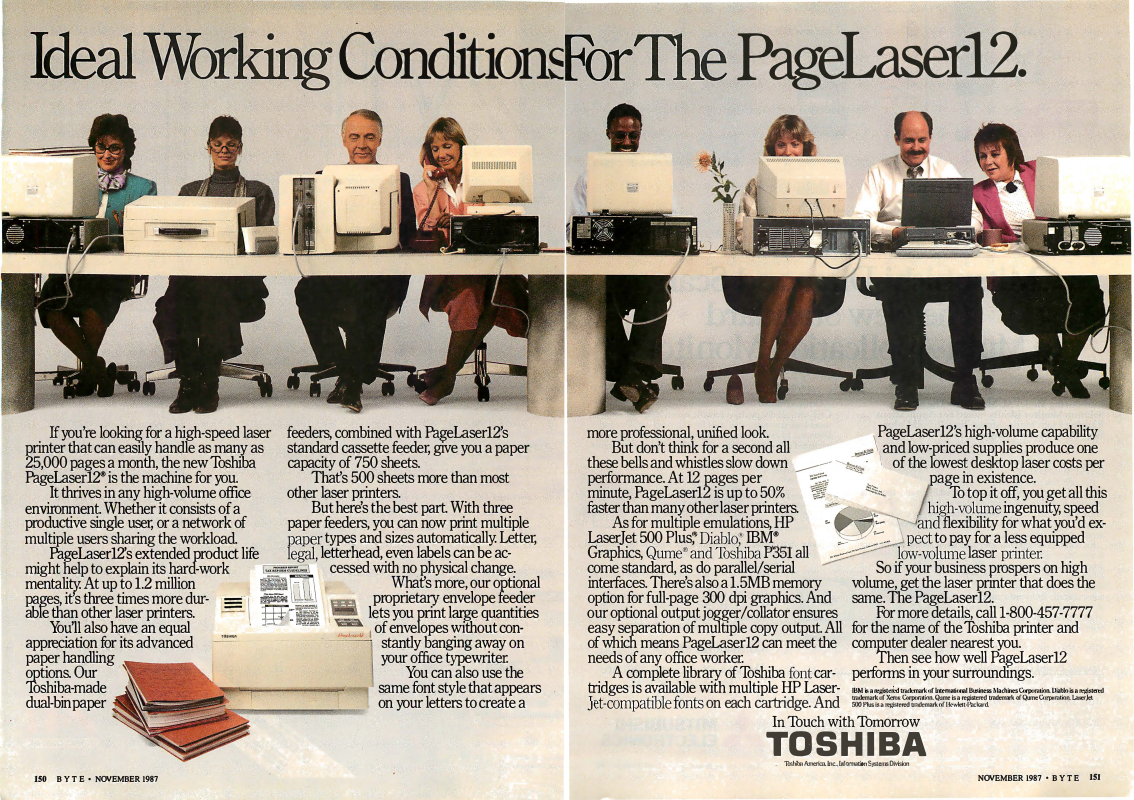 Ideal Working Conditions For The PageLaser12.
If you're looking for a high-speed laser
printer that can easily handle as many as
25,000 pages a month, the new Toshiba
PageLaser12® is the machine for you.
It thrives in any high-volume office
environment. Whether it consists of a
productive single user, or a network of
multiple users sharing the workload.
PageLaser12's extended product life
might help to explain its hard-work
mentality. At up to 1.2 million
pages, it's three times more dur-
able than other laser printers.
You'll also have an equal
appreciation for its advanced
paper handling
options. Our
Toshiba-made
dual-bin paper
feeders, combined with PageLaser12's
standard cassette feeder, give you a paper
capacity of 750 sheets.
That's 500 sheets more than most
other laser printers.
But here's the best part. With three
paper feeders, you can now print multiple
paper types and sizes automatically. Letter,
legal, letterhead, even labels can be ac-
cessed with no physical change.
What's more, our optional
proprietary envelope feeder
lets you print large quantities
of envelopes without con-
stantly banging away on
your office typewriter.
You can also use the
same font style that appears
on your letters to create a
TOSHIBA
more professional, unified look.
But don't think for a second all
these bells and whistles slow down
performance. At 12 pages per
minute, PageLaser12 is up to 50%
faster than many other laser printers.
As for multiple emulations, HP
LaserJet 500 Plus,® Diablo,® IBM®
Graphics, Qume® and Toshiba P351 all
come standard, as do parallel/serial
interfaces. There's also a 1.5MB memory
option for full-page 300 dpi graphics. And
our optional output jogger/collator ensures
easy separation of multiple copy output. All
of which means PageLaser12 can meet the
needs of any office worker.
A complete library of Toshiba font car-
tridges is available with multiple HP Laser-
Jet-compatible fonts on each cartridge. And
PageLaser12's high-volume capability
and low-priced supplies produce one
of the lowest desktop laser costs per
page in existence.
To top it off, you get all this
high-volume ingenuity, speed
and flexibility for what you'd ex-
pect to pay for a less equipped
low-volume laser printer.
So if your business prospers on high
volume, get the laser printer that does the
same. The PageLaser12.
For more details, call 1-800-457-7777
for the name of the Toshiba printer and
computer dealer nearest you.
Then see how well PageLaser12
performs in your surroundings.
IBM is a registered trademark of International Business Machines Corporation. Diablo is a registered
trademark of Xerox Corporation. Qume is a registered trademark of Qume Corporation. LaserJet
500 Plus is a registered trademark of Hewlett-Packard.
In Touch with Tomorrow
TOSHIBA
Toshiba America, Inc., Information Systems Division
150 BYTE • NOVEMBER 1987
NOVEMBER 1987 • BYTE 151